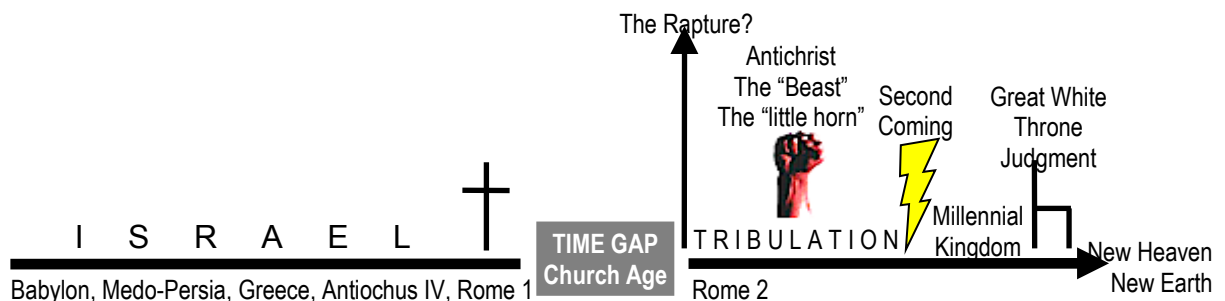 The Rapture?
Antichrist
The “Beast”
The “little horn”
Second
Coming
Great White
Throne
Judgment
I S R A E L
TIME GAP
Church Age
TRIBULATION
Millennial
Kingdom
New Heaven
New Earth
Babylon, Medo-Persia, Greece, Antiochus IV, Rome 1
Rome 2